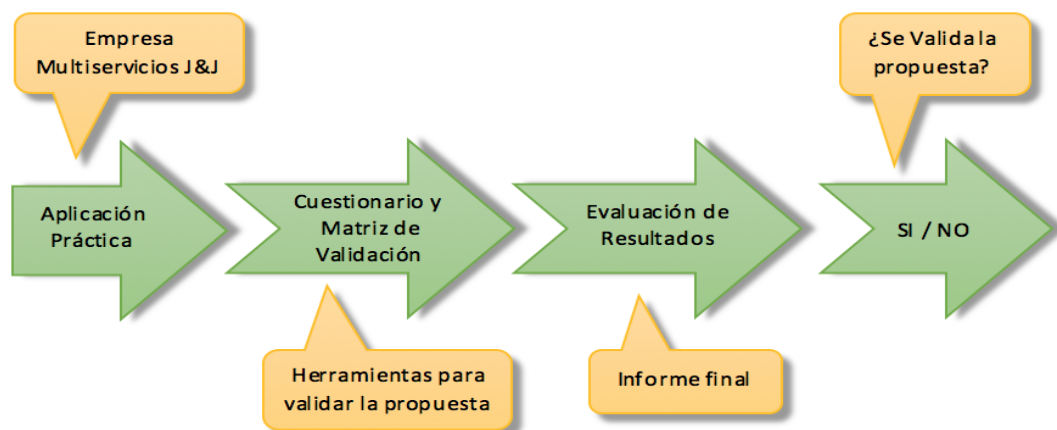 Empresa
Multiservicios J&J
¿Se Valida la
propuesta?
Aplicación
Práctica
Cuestionario y
Matriz de
Validación
Evaluación de
Resultados
SI / NO
Herramientas para
validar la propuesta
Informe final